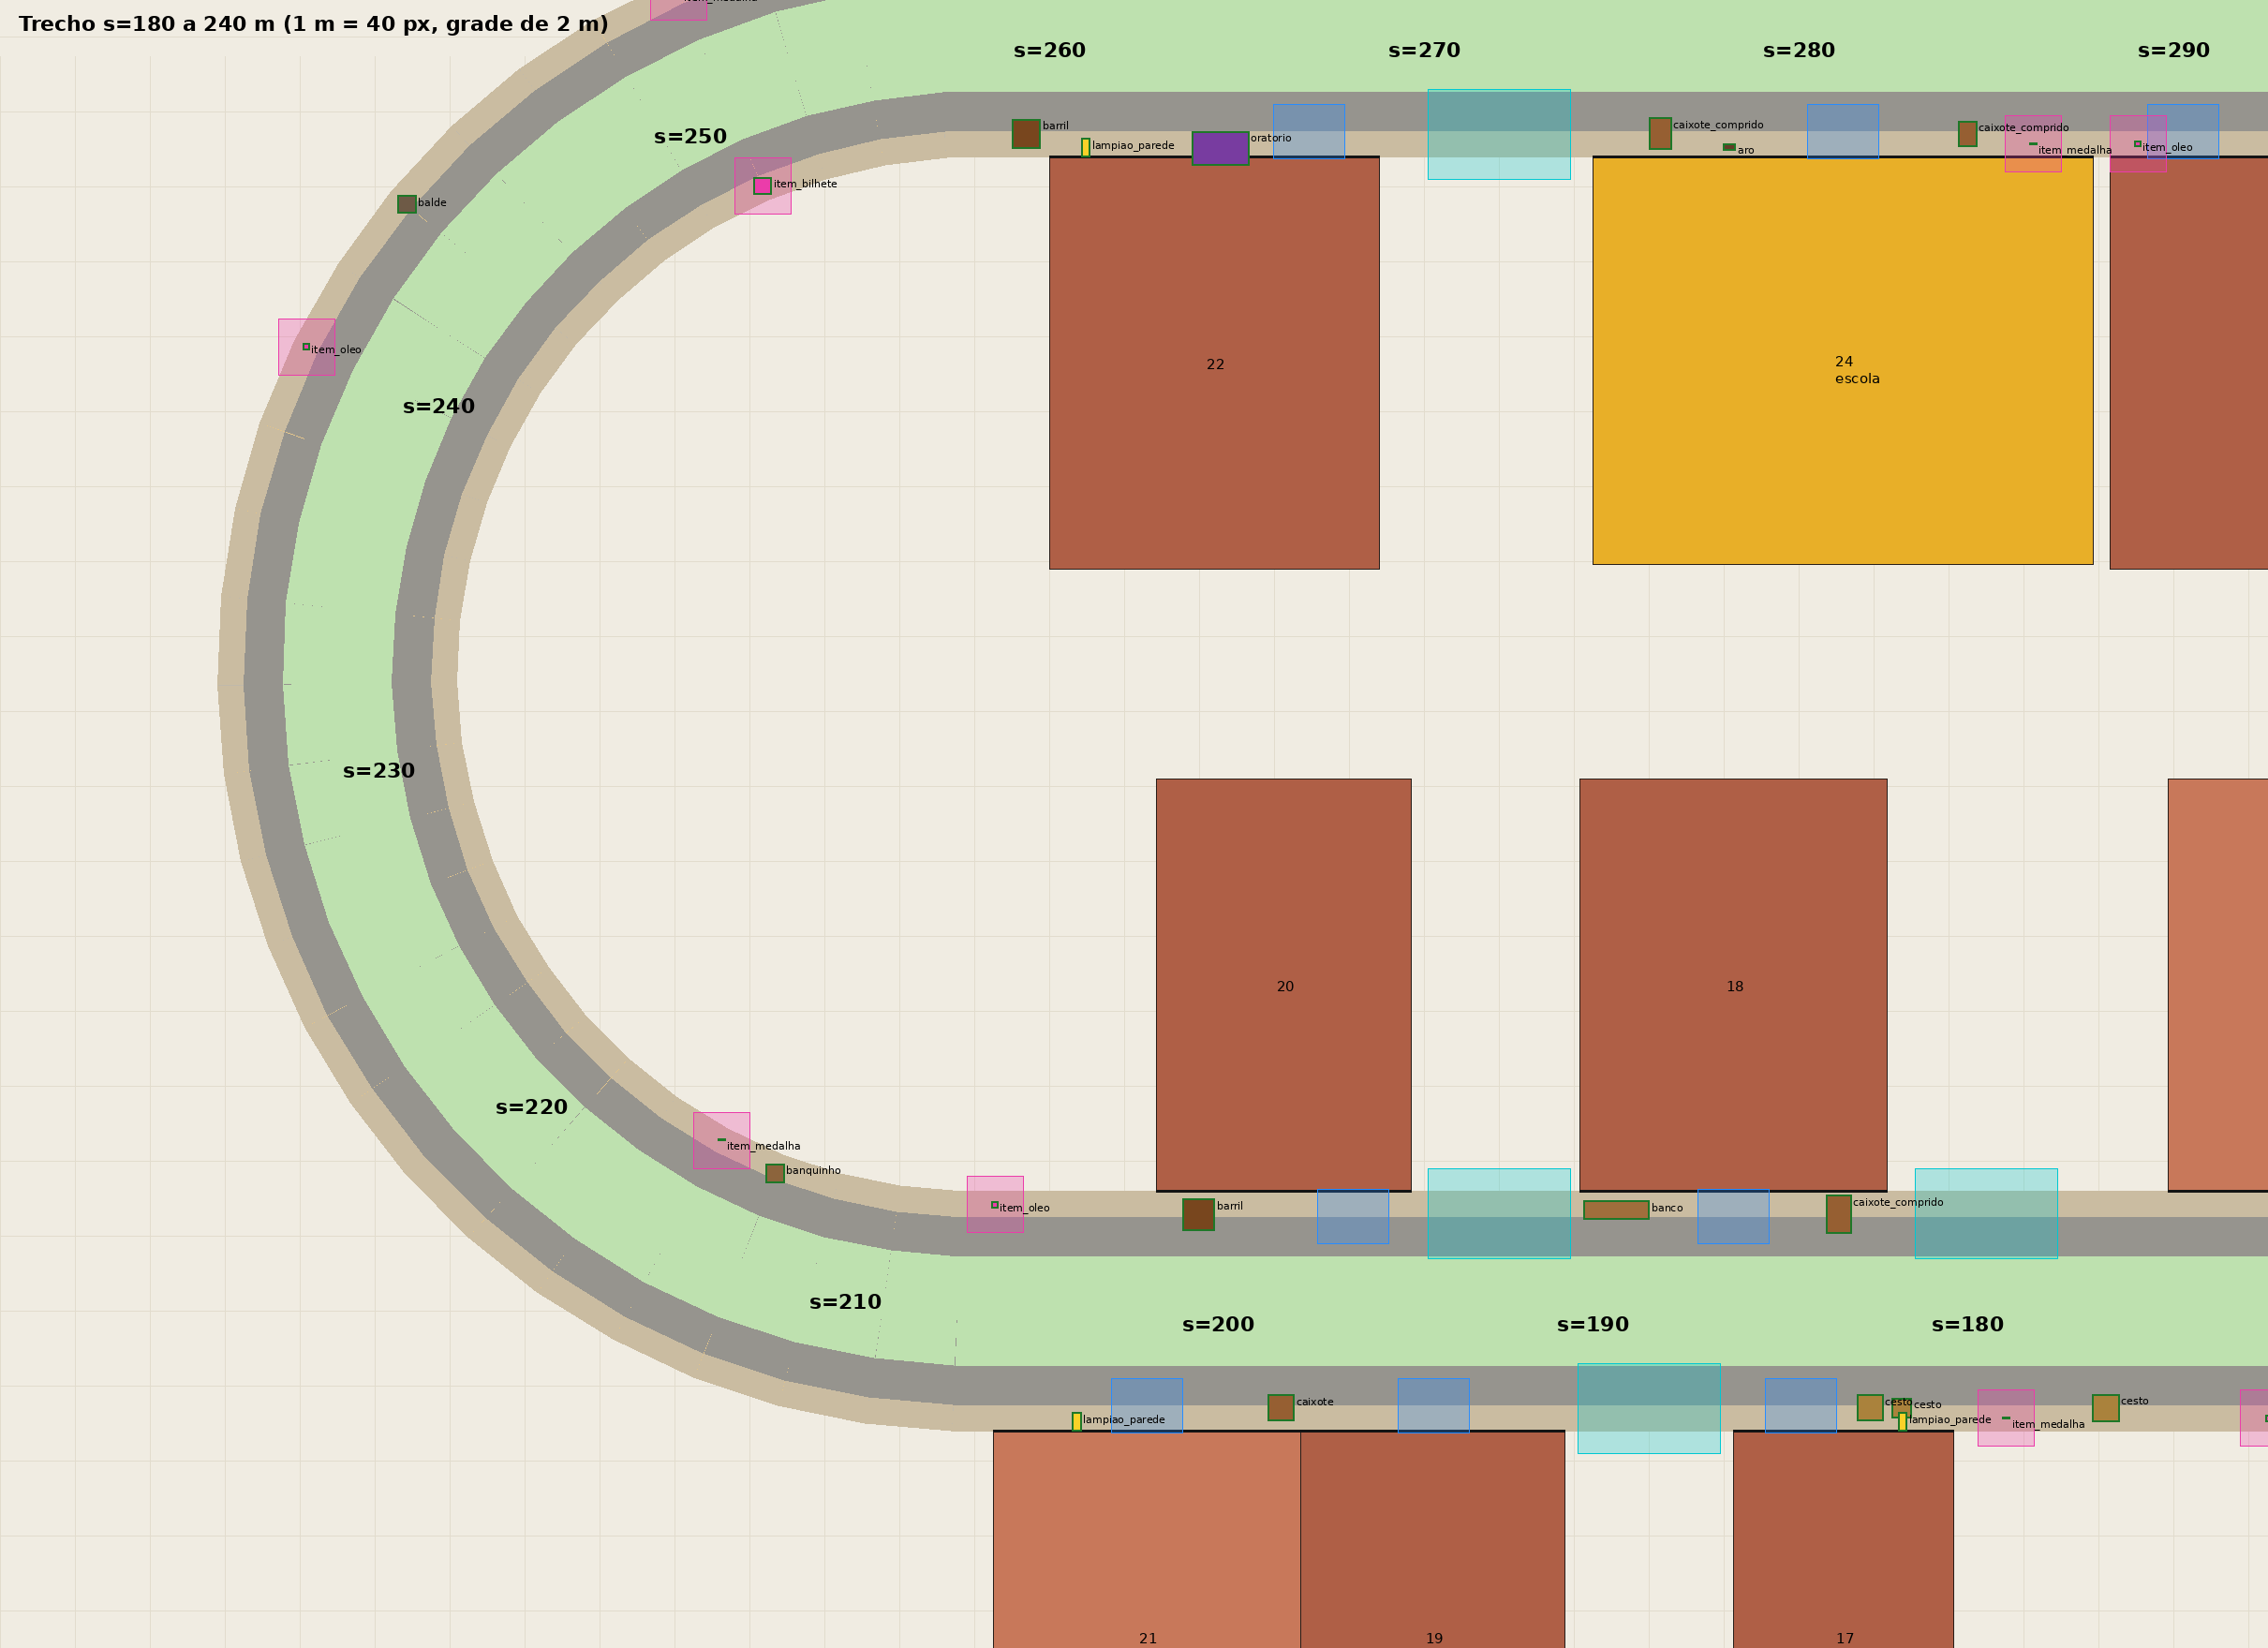 item_medalha
Trecho s=180 a 240 m (1 m = 40 px, grade de 2 m)
s=260
s=270
s=280
s=290
barril
caixote_comprido
caixote_comprido
s=250
oratorio
lampiao_parede
aro
item_medalha
item_oleo
item_bilhete
balde
item_oleo
22
24
escola
s=240
s=230
20
18
s=220
item_medalha
banquinho
item_oleo
barril
banco
caixote_comprido
s=210
s=200
s=190
s=180
lampiao_parede
caixote
cesto
cesto
lampiao_parede
item_medalha
cesto
21
19
17